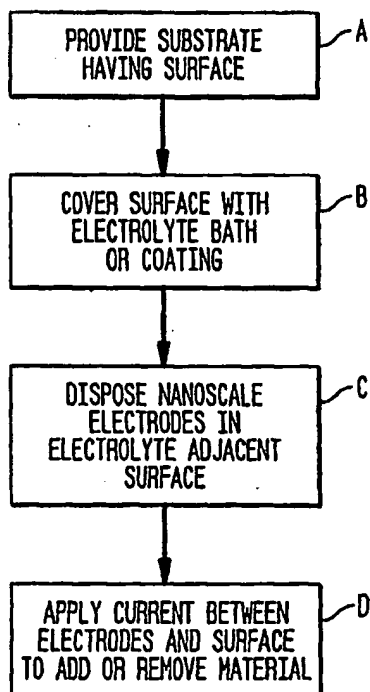 PROVIDE SUBSTRATE
HAVING SURFACE
A
COVER SURFACE WITH
ELECTROLYTE BATH
OR COATING
B
DISPOSE NANOSCALE
ELECTRODES IN
ELECTROLYTE ADJACENT
SURFACE
C
APPLY CURRENT BETWEEN
ELECTRODES AND SURFACE
TO ADD OR REMOVE MATERIAL
D